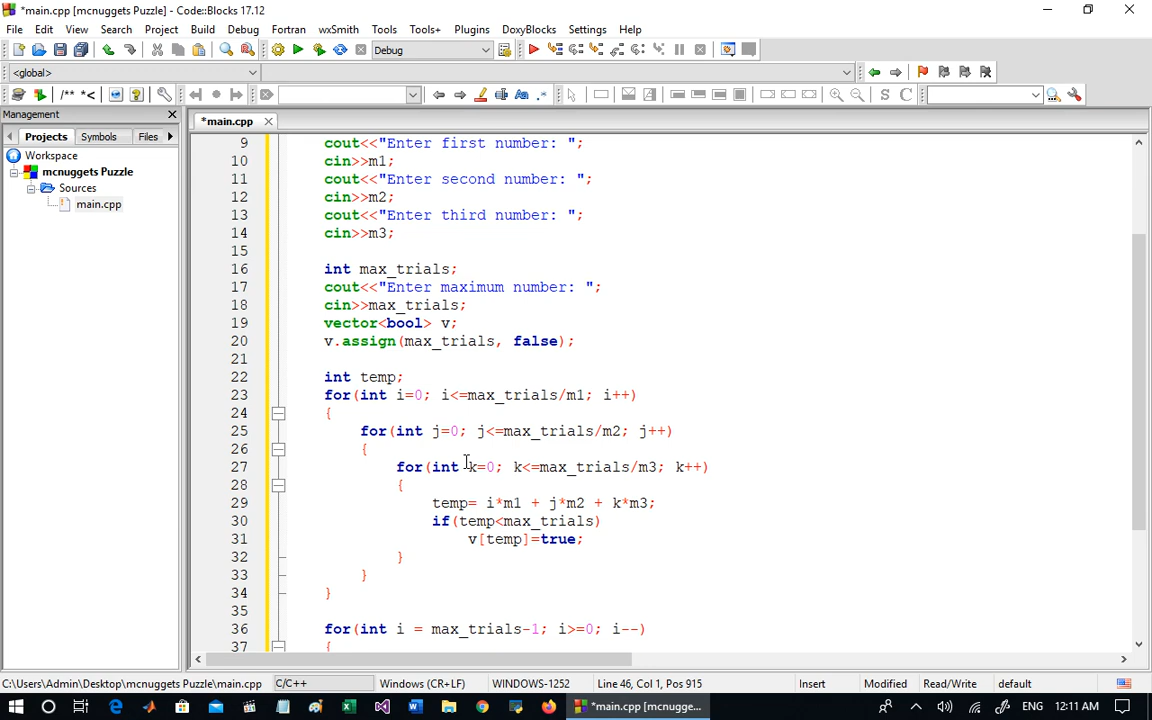 *main.cpp [mcnuggets Puzzle] - Code::Blocks 17.12
File Edit View Search Project Build Debug Fortran wxSmith Tools Tools+ Plugins DoxyBlocks Settings Help
Debug
<global>
/** *< Aa .* S C
Management
*main.cpp
Projects Symbols Files
Workspace
mcnuggets Puzzle
Sources
main.cpp
9 cout<<"Enter first number: ";
10 cin>>m1;
11 cout<<"Enter second number: ";
12 cin>>m2;
13 cout<<"Enter third number: ";
14 cin>>m3;
15
16 int max_trials;
17 cout<<"Enter maximum number: ";
18 cin>>max_trials;
19 vector<bool> v;
20 v.assign(max_trials, false);
21
22 int temp;
23 for(int i=0; i<=max_trials/m1; i++)
24 {
25 for(int j=0; j<=max_trials/m2; j++)
26 {
27 for(int k=0; k<=max_trials/m3; k++)
28 {
29 temp= i*m1 + j*m2 + k*m3;
30 if(temp<max_trials)
31 v[temp]=true;
32 }
33 }
34 }
35
36 for(int i = max_trials-1; i>=0; i--)
37 {
C:\Users\Admin\Desktop\mcnuggets Puzzle\main.cpp C/C++ Windows (CR+LF) WINDOWS-1252 Line 46, Col 1, Pos 915 Insert Modified Read/Write default
*main.cpp [mcnugge... ENG 12:11 AM